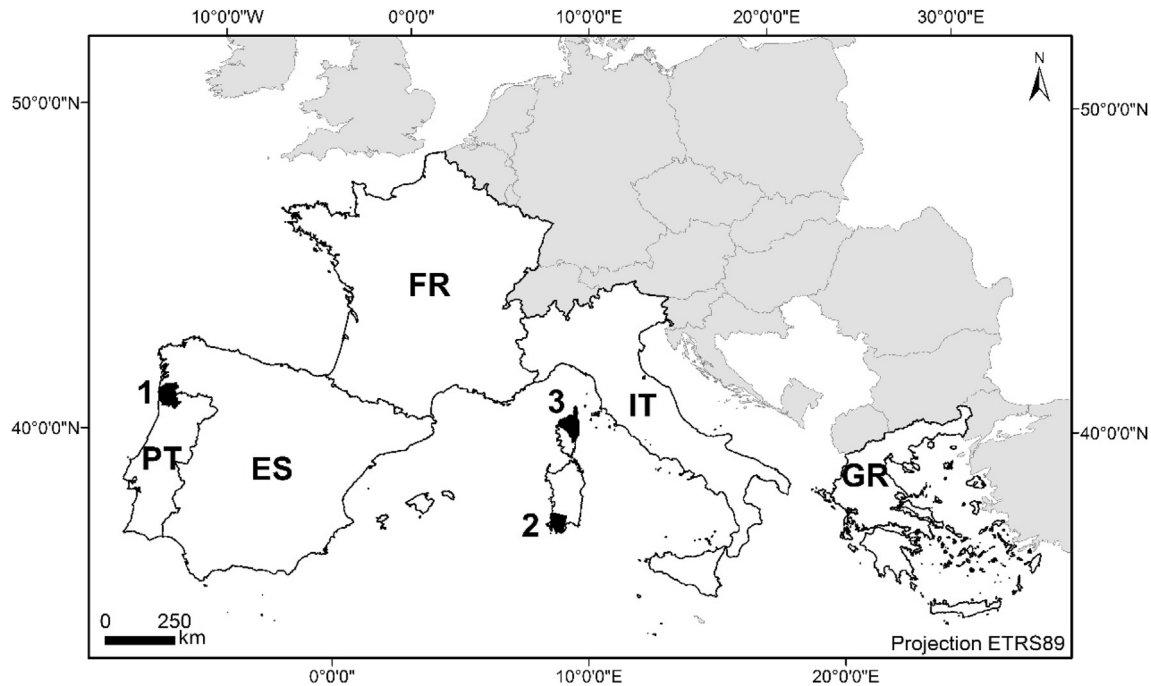 10°0'0"W 0°0'0" 10°0'0"E 20°0'0"E 30°0'0"E
N
50°0'0"N 50°0'0"N
FR
1
3
IT
40°0'0"N 40°0'0"N
PT
ES
GR
2
0 250
km
Projection ETRS89
0°0'0" 10°0'0"E 20°0'0"E